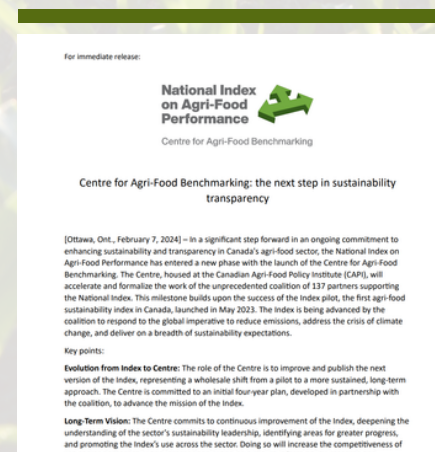 For immediate release:
National Index
on Agri-Food
Performance
Centre for Agri-Food Benchmarking
Centre for Agri-Food Benchmarking: the next step in sustainability
transparency
[Ottawa, Ont., February 7, 2024] – In a significant step forward in an ongoing commitment to
enhancing sustainability and transparency in Canada's agri-food sector, the National Index on
Agri-Food Performance has entered a new phase with the launch of the Centre for Agri-Food
Benchmarking. The Centre, housed at the Canadian Agri-Food Policy Institute (CAPI), will
accelerate and formalize the work of the unprecedented coalition of 137 partners supporting
the National Index. This milestone builds upon the success of the Index pilot, the first agri-food
sustainability index in Canada, launched in May 2023. The Index is being advanced by the
coalition to respond to the global imperative to reduce emissions, address the crisis of climate
change, and deliver on a breadth of sustainability expectations.
Key points:
Evolution from Index to Centre: The role of the Centre is to improve and publish the next
version of the Index, representing a wholesale shift from a pilot to a more sustained, long-term
approach. The Centre is committed to an initial four-year plan, developed in partnership with
the coalition, to advance the mission of the Index.
Long-Term Vision: The Centre commits to continuous improvement of the Index, deepening the
understanding of the sector's sustainability leadership, identifying areas for greater progress,
and promoting the Index's use across the sector. Doing so will increase the competitiveness of